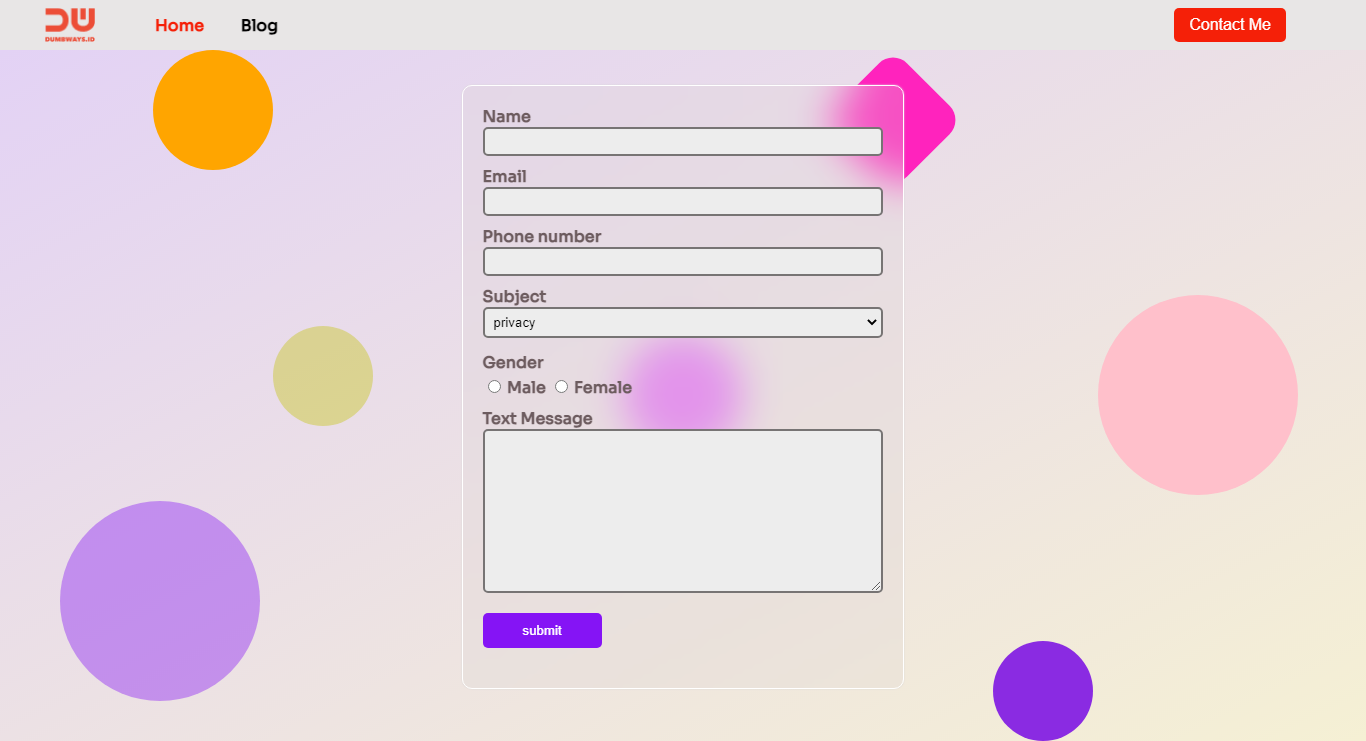 DW
DUMBWAYS.ID
Home Blog Contact Me
Name
Email
Phone number
Subject
privacy
Gender
Male Female
Text Message
submit